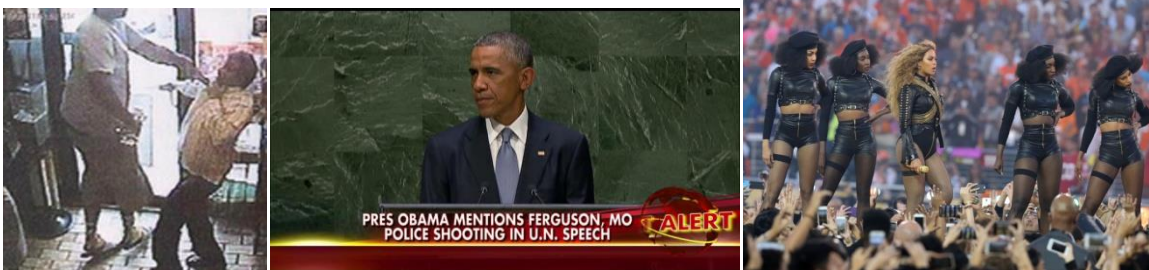 PRES OBAMA MENTIONS FERGUSON, MO
POLICE SHOOTING IN U.N. SPEECH
ALERT